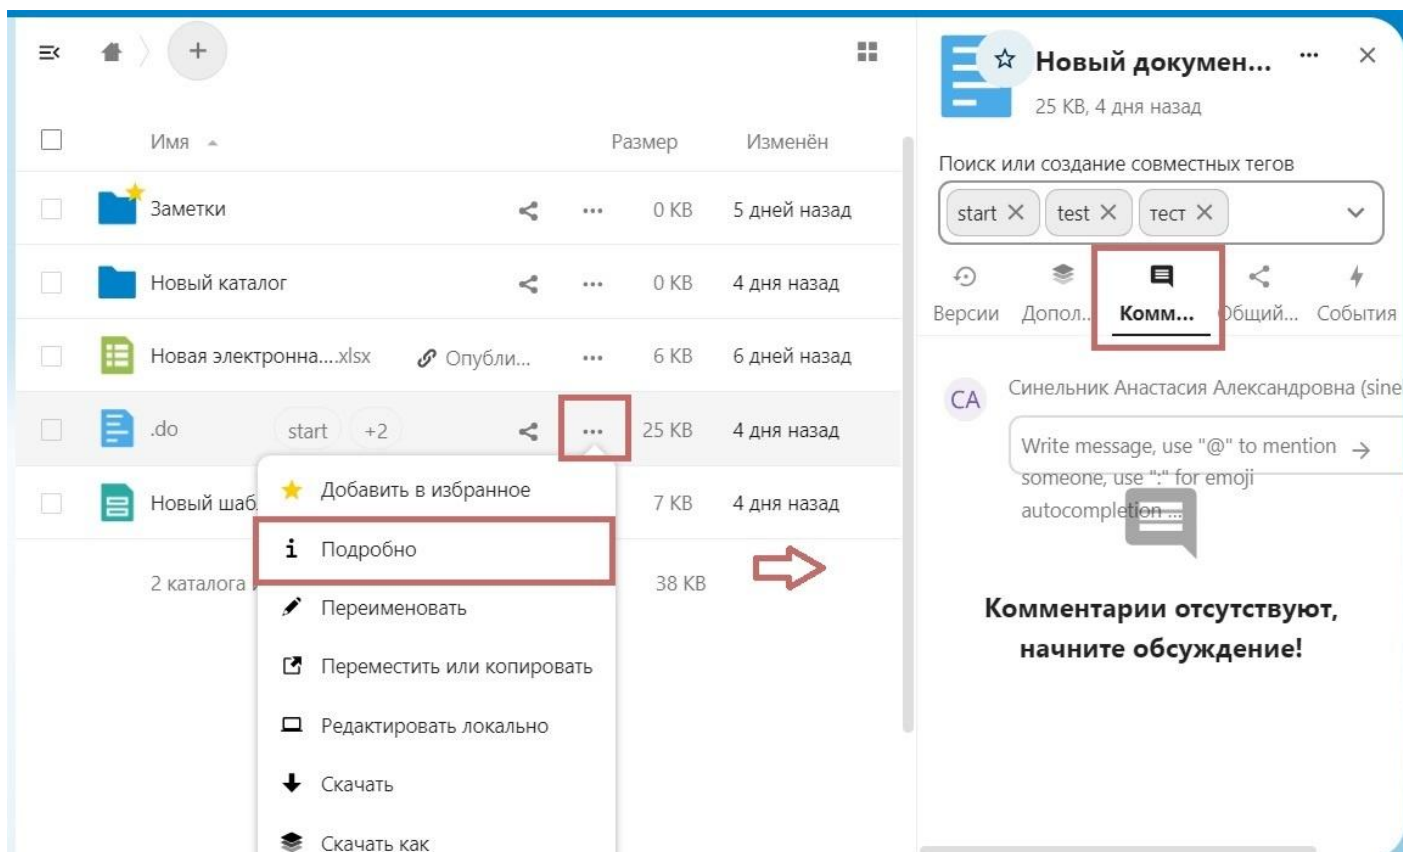 Имя
Размер
Изменён
Заметки
0 KB
5 дней назад
Новый каталог
0 KB
4 дня назад
Новая электронна....xlsx
Опубли...
6 KB
6 дней назад
.do
start
+2
25 KB
4 дня назад
Новый шаб
7 KB
4 дня назад
2 каталога
38 KB
Добавить в избранное
Подробно
Переименовать
Переместить или копировать
Редактировать локально
Скачать
Скачать как
Новый докумен...
25 KB, 4 дня назад
Поиск или создание совместных тегов
start
test
тест
Версии
Допол...
Комм...
Общий...
События
CA
Синельник Анастасия Александровна (sine
Write message, use "@" to mention
someone, use ":" for emoji
autocompletion ...
Комментарии отсутствуют,
начните обсуждение!